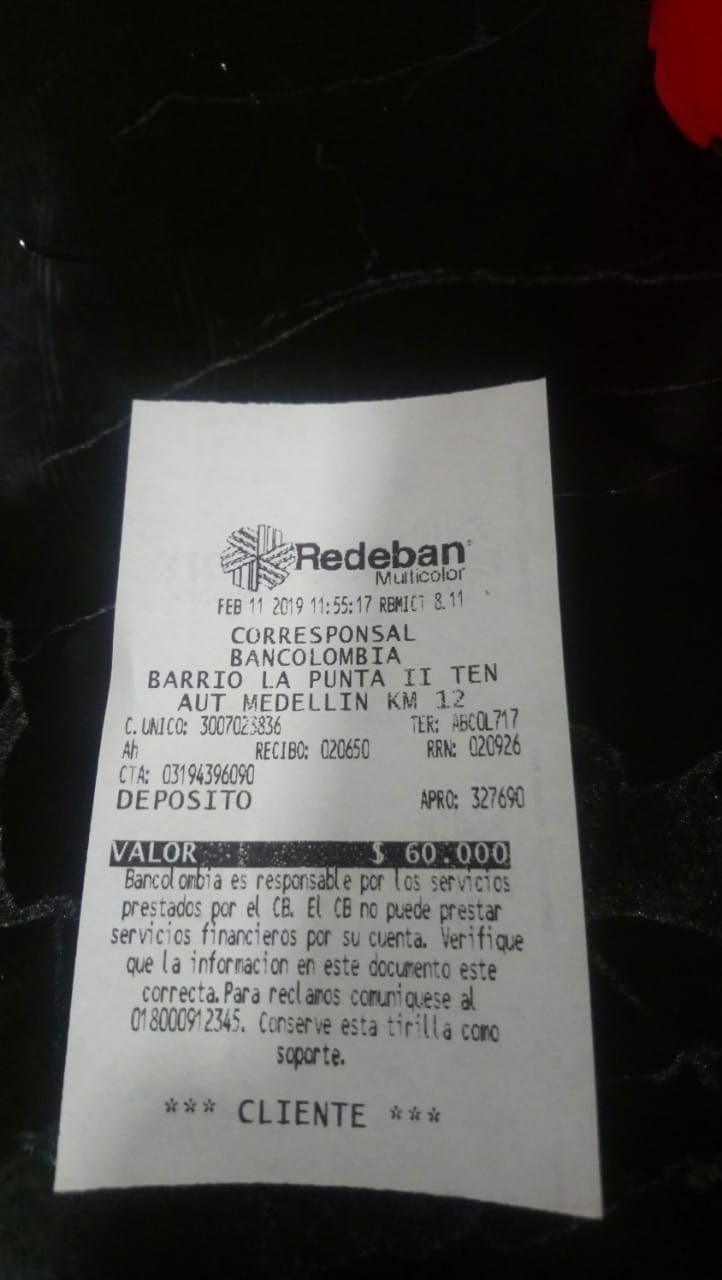 Redeban
Multicolor
FEB 11 2019 11:55:17 RBMICT 8.11
CORRESPONSAL
BANCOLOMBIA
BARRIO LA PUNTA II TEN
AUT MEDELLIN KM 12
C. UNICO: 3007023836 TER: ABCOL717
Ah RECIBO: 020650 RRN: 020926
CTA: 03194396090
DEPOSITO APRO: 327690
VALOR $ 60.000
Bancolombia es responsable por los servicios
prestados por el CB. El CB no puede prestar
servicios financieros por su cuenta. Verifique
que la informacion en este documento este
correcta. Para reclamos comuniquese al
018000912345. Conserve esta tirilla como
soporte.
*** CLIENTE ***